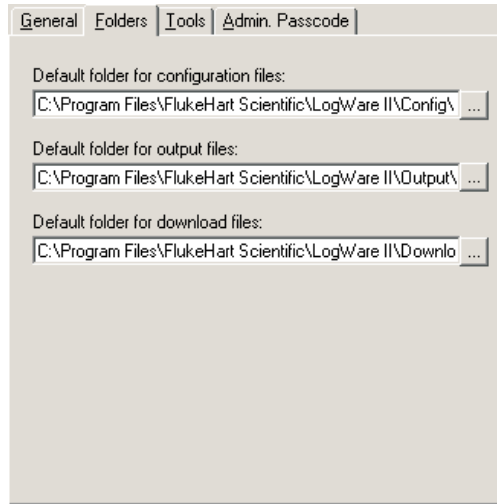 General Folders Tools Admin. Passcode
Default folder for configuration files:
C:\Program Files\FlukeHart Scientific\LogWare II\Config\ ...
Default folder for output files:
C:\Program Files\FlukeHart Scientific\LogWare II\Output\ ...
Default folder for download files:
C:\Program Files\FlukeHart Scientific\LogWare II\Downlo ...